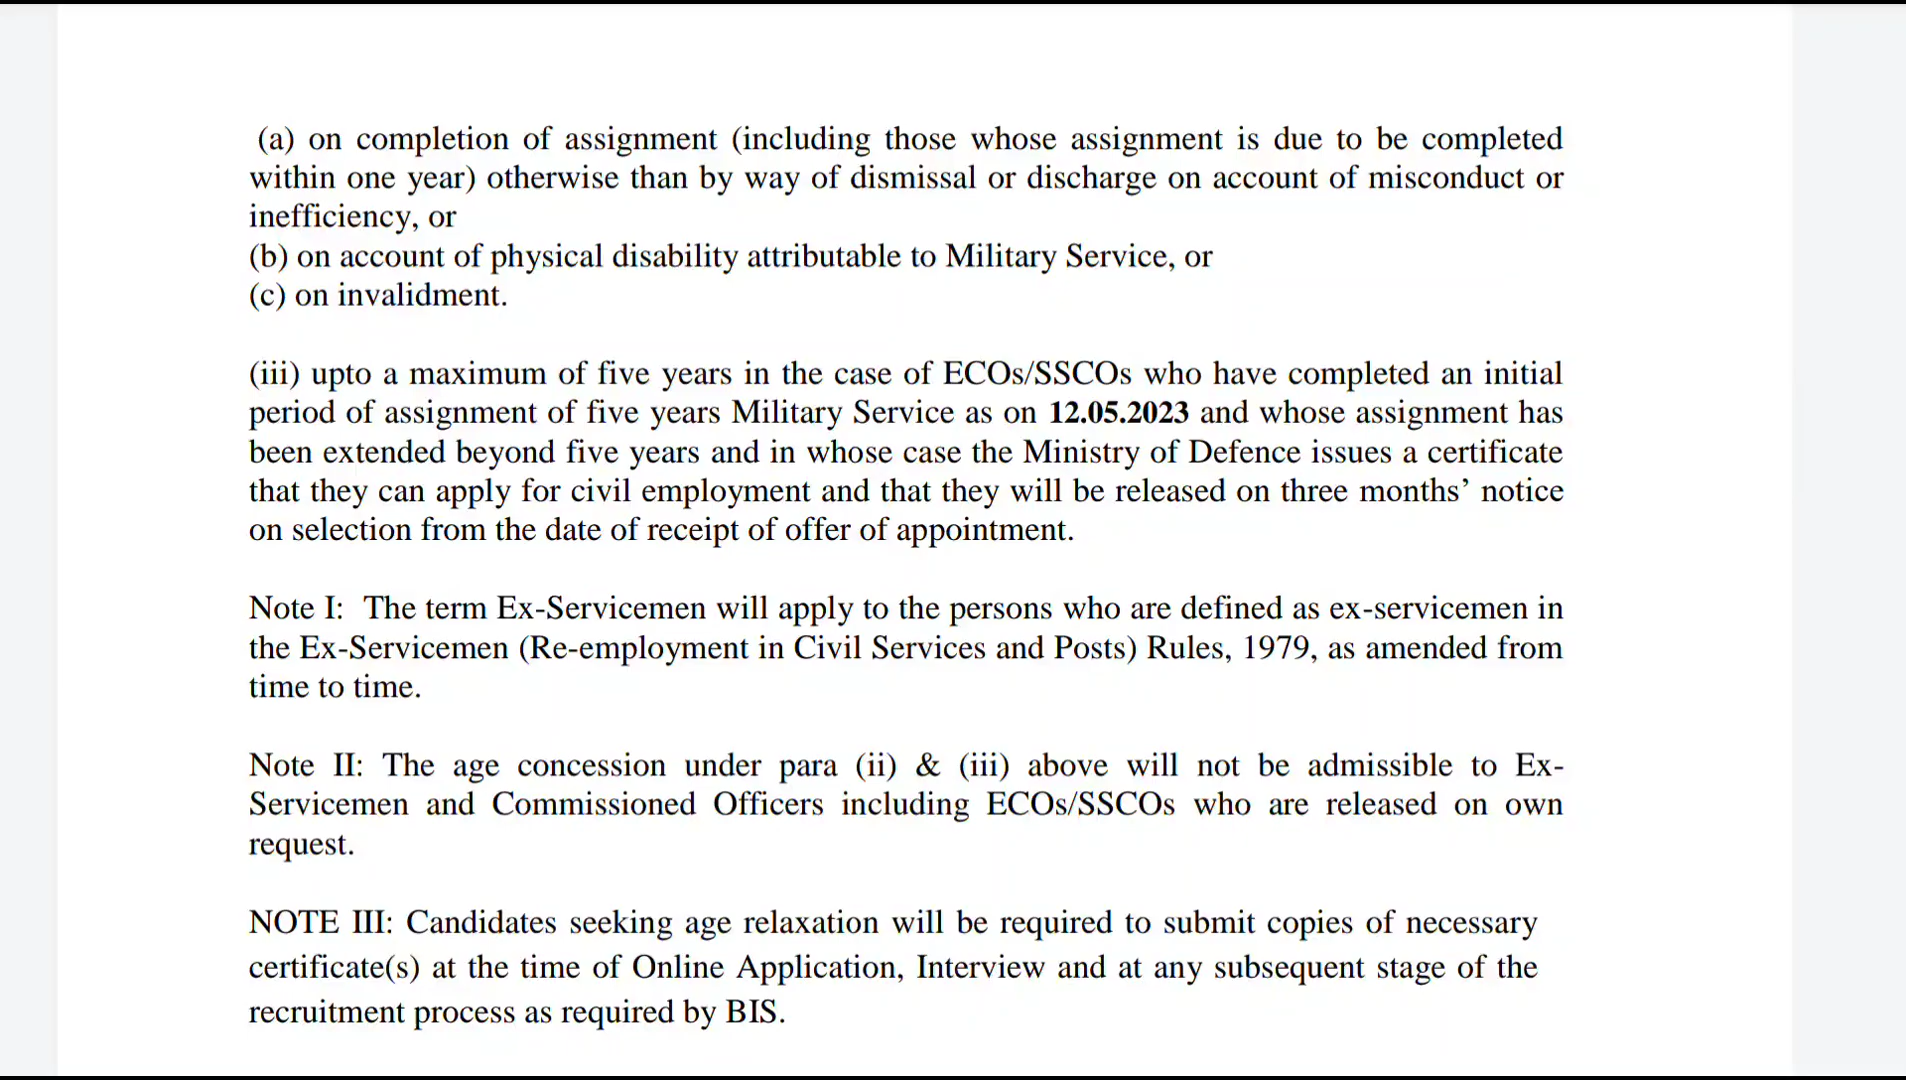 (a) on completion of assignment (including those whose assignment is due to be completed
within one year) otherwise than by way of dismissal or discharge on account of misconduct or
inefficiency, or
(b) on account of physical disability attributable to Military Service, or
(c) on invalidment.
(iii) upto a maximum of five years in the case of ECOs/SSCOs who have completed an initial
period of assignment of five years Military Service as on 12.05.2023 and whose assignment has
been extended beyond five years and in whose case the Ministry of Defence issues a certificate
that they can apply for civil employment and that they will be released on three months’ notice
on selection from the date of receipt of offer of appointment.
Note I: The term Ex-Servicemen will apply to the persons who are defined as ex-servicemen in
the Ex-Servicemen (Re-employment in Civil Services and Posts) Rules, 1979, as amended from
time to time.
Note II: The age concession under para (ii) & (iii) above will not be admissible to Ex-
Servicemen and Commissioned Officers including ECOs/SSCOs who are released on own
request.
NOTE III: Candidates seeking age relaxation will be required to submit copies of necessary
certificate(s) at the time of Online Application, Interview and at any subsequent stage of the
recruitment process as required by BIS.